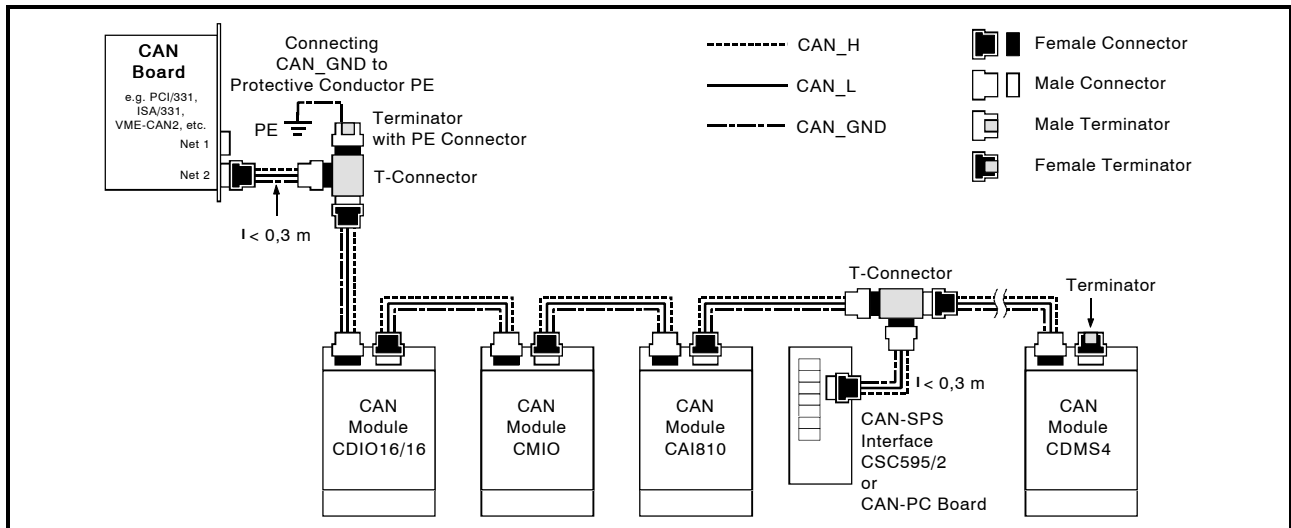 CAN
Board
e.g. PCI/331,
ISA/331,
VME-CAN2, etc.
Net 1
Net 2
Connecting
CAN_GND to
Protective Conductor PE
PE
Terminator
with PE Connector
T-Connector
l < 0,3 m
CAN_H
CAN_L
CAN_GND
Female Connector
Male Connector
Male Terminator
Female Terminator
T-Connector
Terminator
l < 0,3 m
CAN
Module
CDIO16/16
CAN
Module
CMIO
CAN
Module
CAI810
CAN-SPS
Interface
CSC595/2
or
CAN-PC Board
CAN
Module
CDMS4